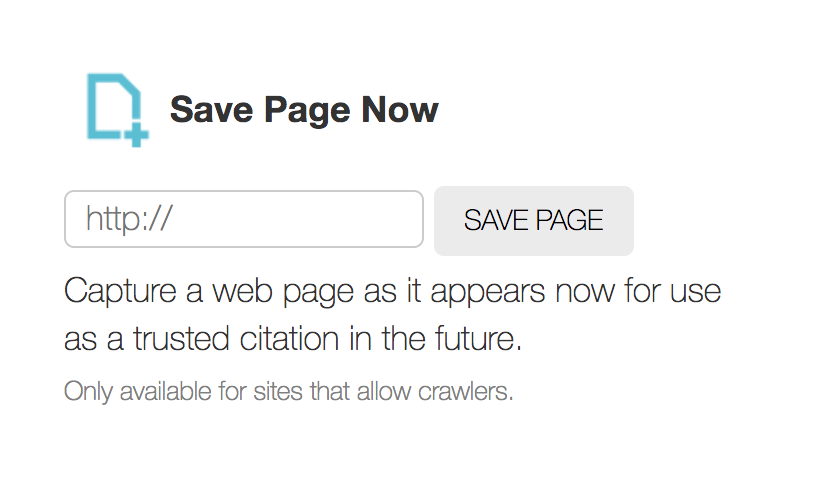 Save Page Now
http://
SAVE PAGE
Capture a web page as it appears now for use
as a trusted citation in the future.
Only available for sites that allow crawlers.